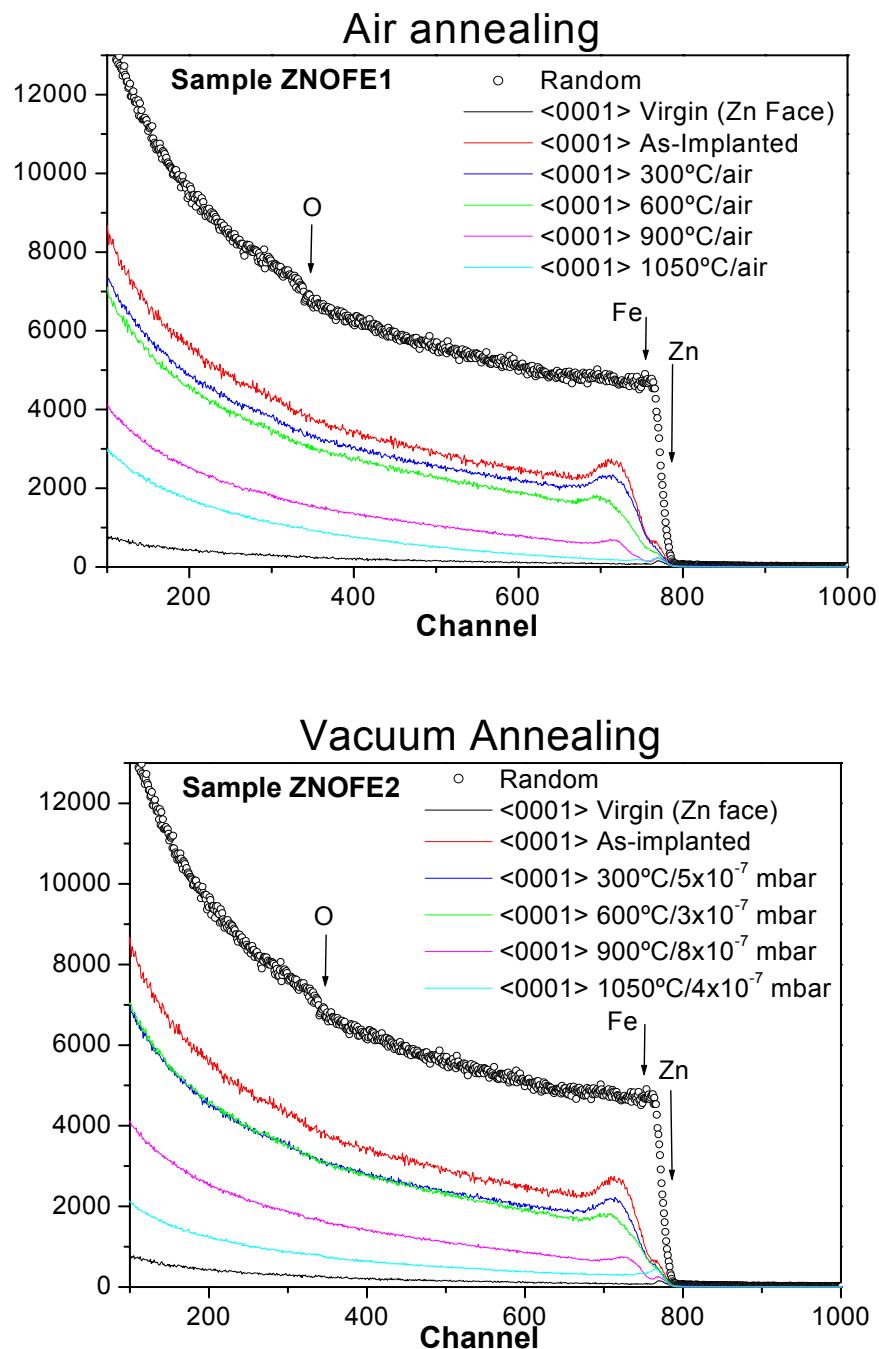 Air annealing
Sample ZNOFE1
Random
<0001> Virgin (Zn Face)
<0001> As-Implanted
<0001> 300ºC/air
<0001> 600ºC/air
<0001> 900ºC/air
<0001> 1050ºC/air
O
Fe
Zn
12000
10000
8000
6000
4000
2000
0
200 400 600 800 1000
Channel
Vacuum Annealing
Sample ZNOFE2
Random
<0001> Virgin (Zn face)
<0001> As-implanted
<0001> 300ºC/5x10⁻⁷ mbar
<0001> 600ºC/3x10⁻⁷ mbar
<0001> 900ºC/8x10⁻⁷ mbar
<0001> 1050ºC/4x10⁻⁷ mbar
O
Fe
Zn
12000
10000
8000
6000
4000
2000
0
200 400 600 800 1000
Channel